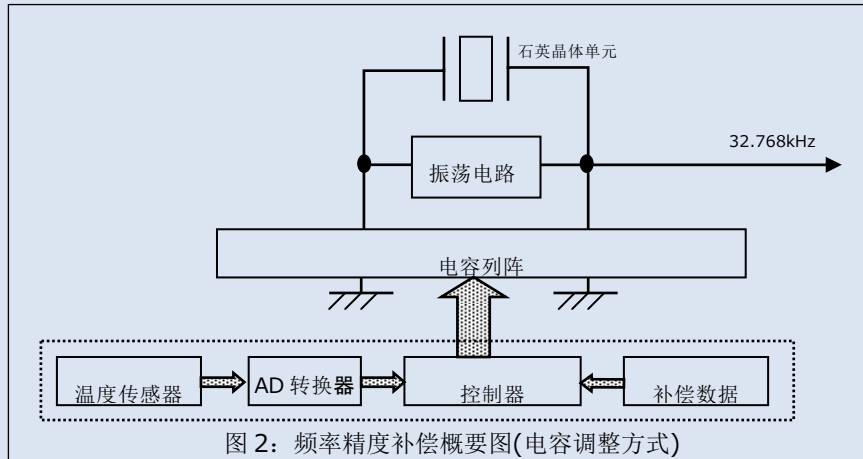 石英晶体单元
32.768kHz
振荡电路
电容列阵
温度传感器
AD 转换器
控制器
补偿数据
图 2：频率精度补偿概要图(电容调整方式)